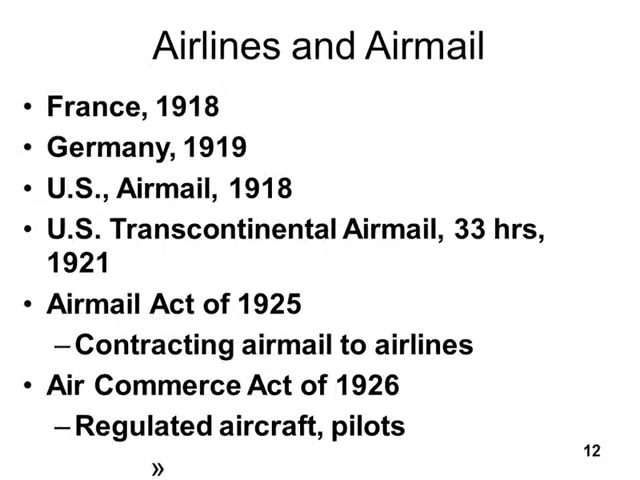 Airlines and Airmail
• France, 1918
• Germany, 1919
• U.S., Airmail, 1918
• U.S. Transcontinental Airmail, 33 hrs,
1921
• Airmail Act of 1925
–Contracting airmail to airlines
• Air Commerce Act of 1926
–Regulated aircraft, pilots
12
»